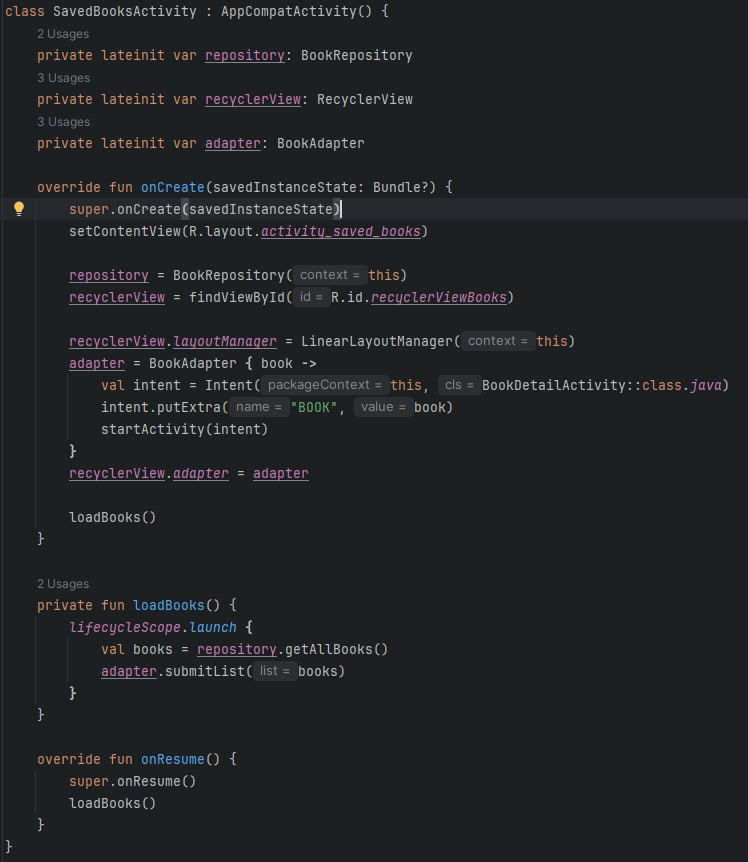 class SavedBooksActivity : AppCompatActivity() {
2 Usages
private lateinit var repository: BookRepository
3 Usages
private lateinit var recyclerView: RecyclerView
3 Usages
private lateinit var adapter: BookAdapter
override fun onCreate(savedInstanceState: Bundle?) {
super.onCreate(savedInstanceState)
setContentView(R.layout.activity_saved_books)
repository = BookRepository( context = this)
recyclerView = findViewById( id = R.id.recyclerViewBooks)
recyclerView.layoutManager = LinearLayoutManager( context = this)
adapter = BookAdapter { book ->
val intent = Intent( packageContext = this, cls = BookDetailActivity::class.java)
intent.putExtra( name = "BOOK", value = book)
startActivity(intent)
}
recyclerView.adapter = adapter
loadBooks()
}
2 Usages
private fun loadBooks() {
lifecycleScope.launch {
val books = repository.getAllBooks()
adapter.submitList( list = books)
}
}
override fun onResume() {
super.onResume()
loadBooks()
}
}